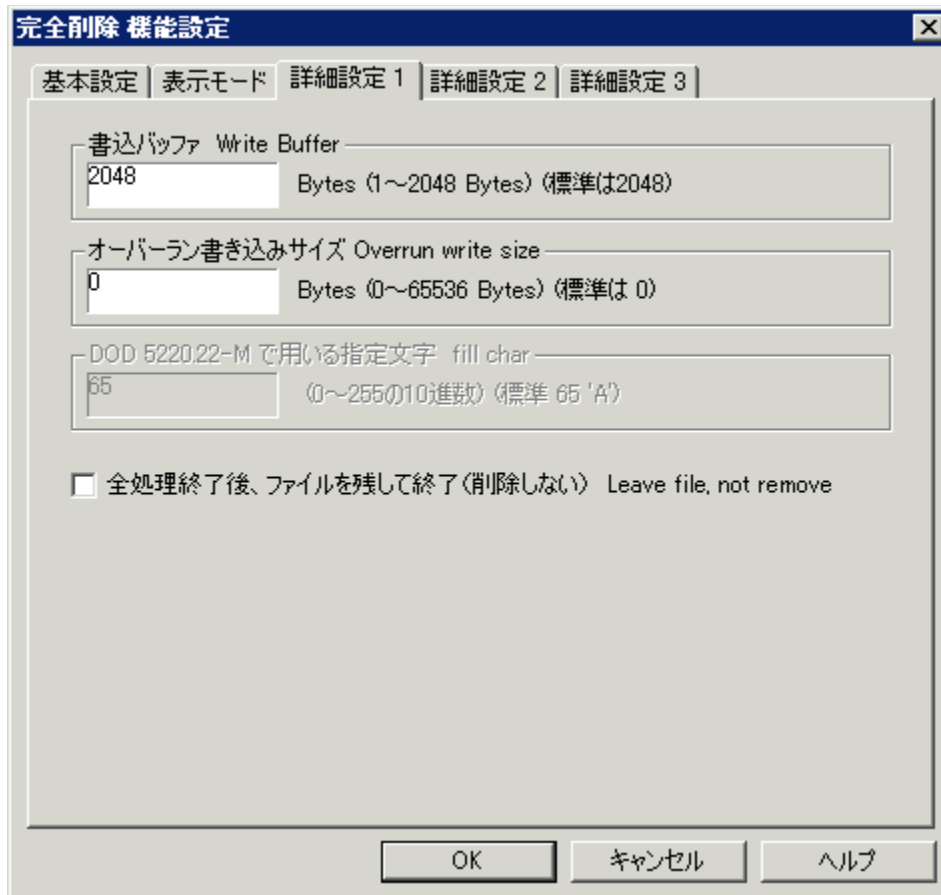 完全削除 機能設定
基本設定 表示モード 詳細設定 1 詳細設定 2 詳細設定 3
書込バッファ Write Buffer
2048 Bytes (1～2048 Bytes) (標準は2048)
オーバーラン書き込みサイズ Overrun write size
0 Bytes (0～65536 Bytes) (標準は 0)
DOD 5220.22-M で用いる指定文字 fill char
65 (0～255の10進数) (標準 65 'A')
全処理終了後、ファイルを残して終了(削除しない) Leave file, not remove
OK キャンセル ヘルプ